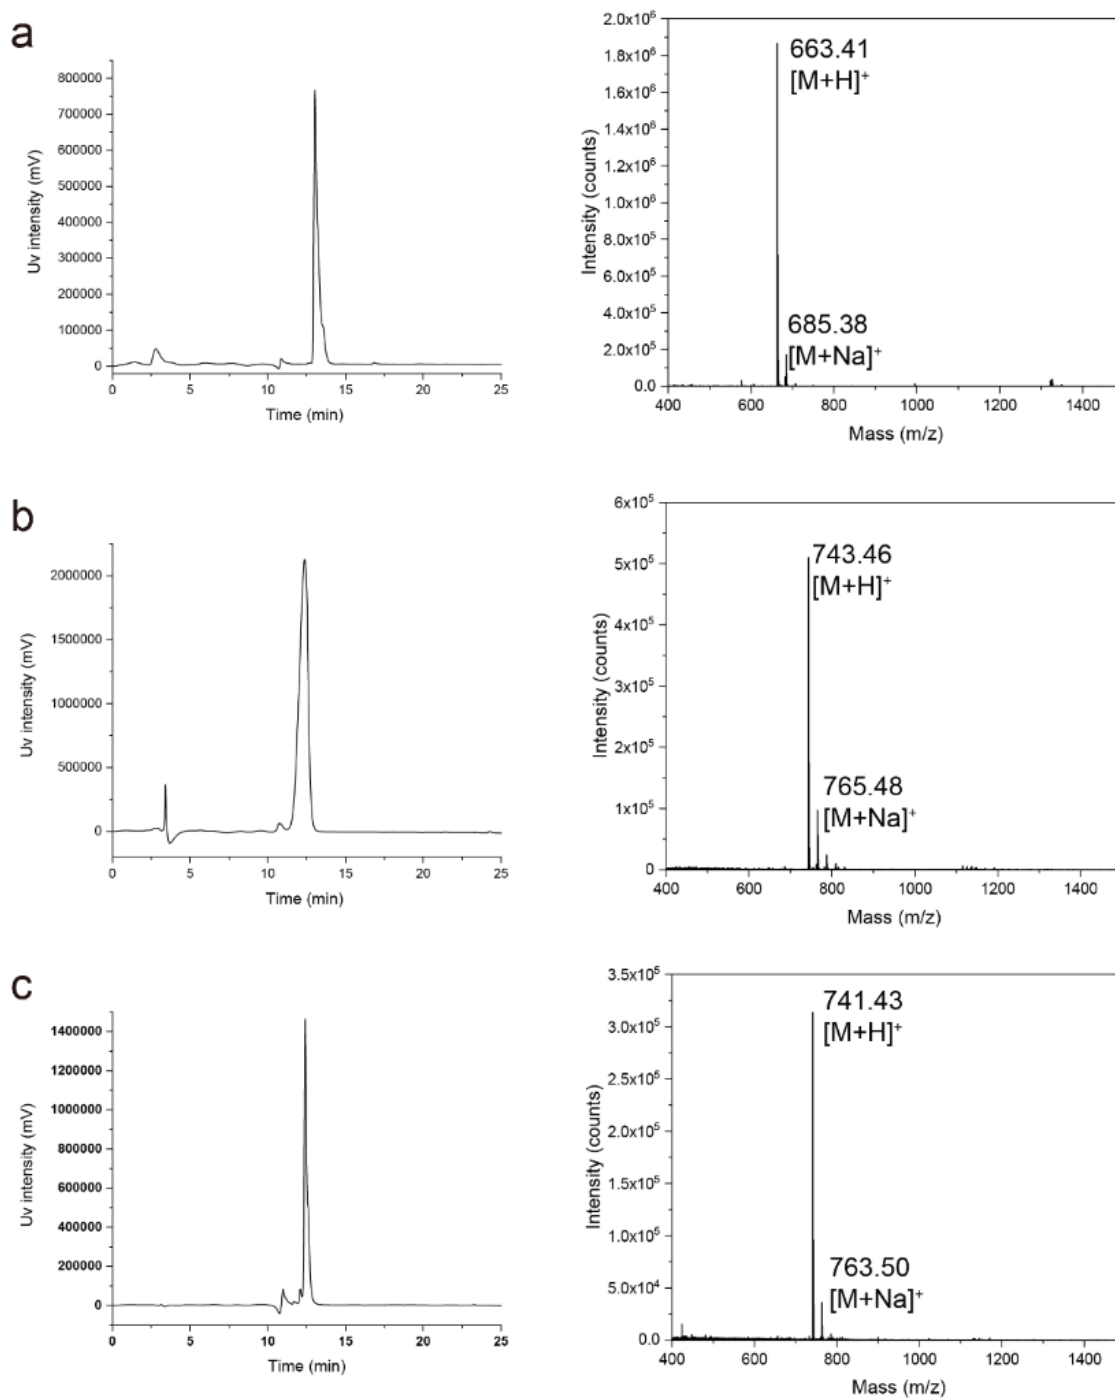 a
800000
700000
600000
500000
400000
300000
200000
100000
0
Uv intensity (mV)
0 5 10 15 20 25
Time (min)
2.0x10⁶
1.8x10⁶
1.6x10⁶
1.4x10⁶
1.2x10⁶
1.0x10⁶
8.0x10⁵
6.0x10⁵
4.0x10⁵
2.0x10⁵
0.0
Intensity (counts)
663.41
[M+H]⁺
685.38
[M+Na]⁺
400 600 800 1000 1200 1400
Mass (m/z)
b
2000000
1500000
1000000
500000
0
Uv intensity (mV)
0 5 10 15 20 25
Time (min)
6x10⁵
5x10⁵
4x10⁵
3x10⁵
2x10⁵
1x10⁵
0
Intensity (counts)
743.46
[M+H]⁺
765.48
[M+Na]⁺
400 600 800 1000 1200 1400
Mass (m/z)
c
1400000
1200000
1000000
800000
600000
400000
200000
0
Uv intensity (mV)
0 5 10 15 20 25
Time (min)
3.5x10⁵
3.0x10⁵
2.5x10⁵
2.0x10⁵
1.5x10⁵
1.0x10⁵
5.0x10⁴
0.0
Intensity (counts)
741.43
[M+H]⁺
763.50
[M+Na]⁺
400 600 800 1000 1200 1400
Mass (m/z)